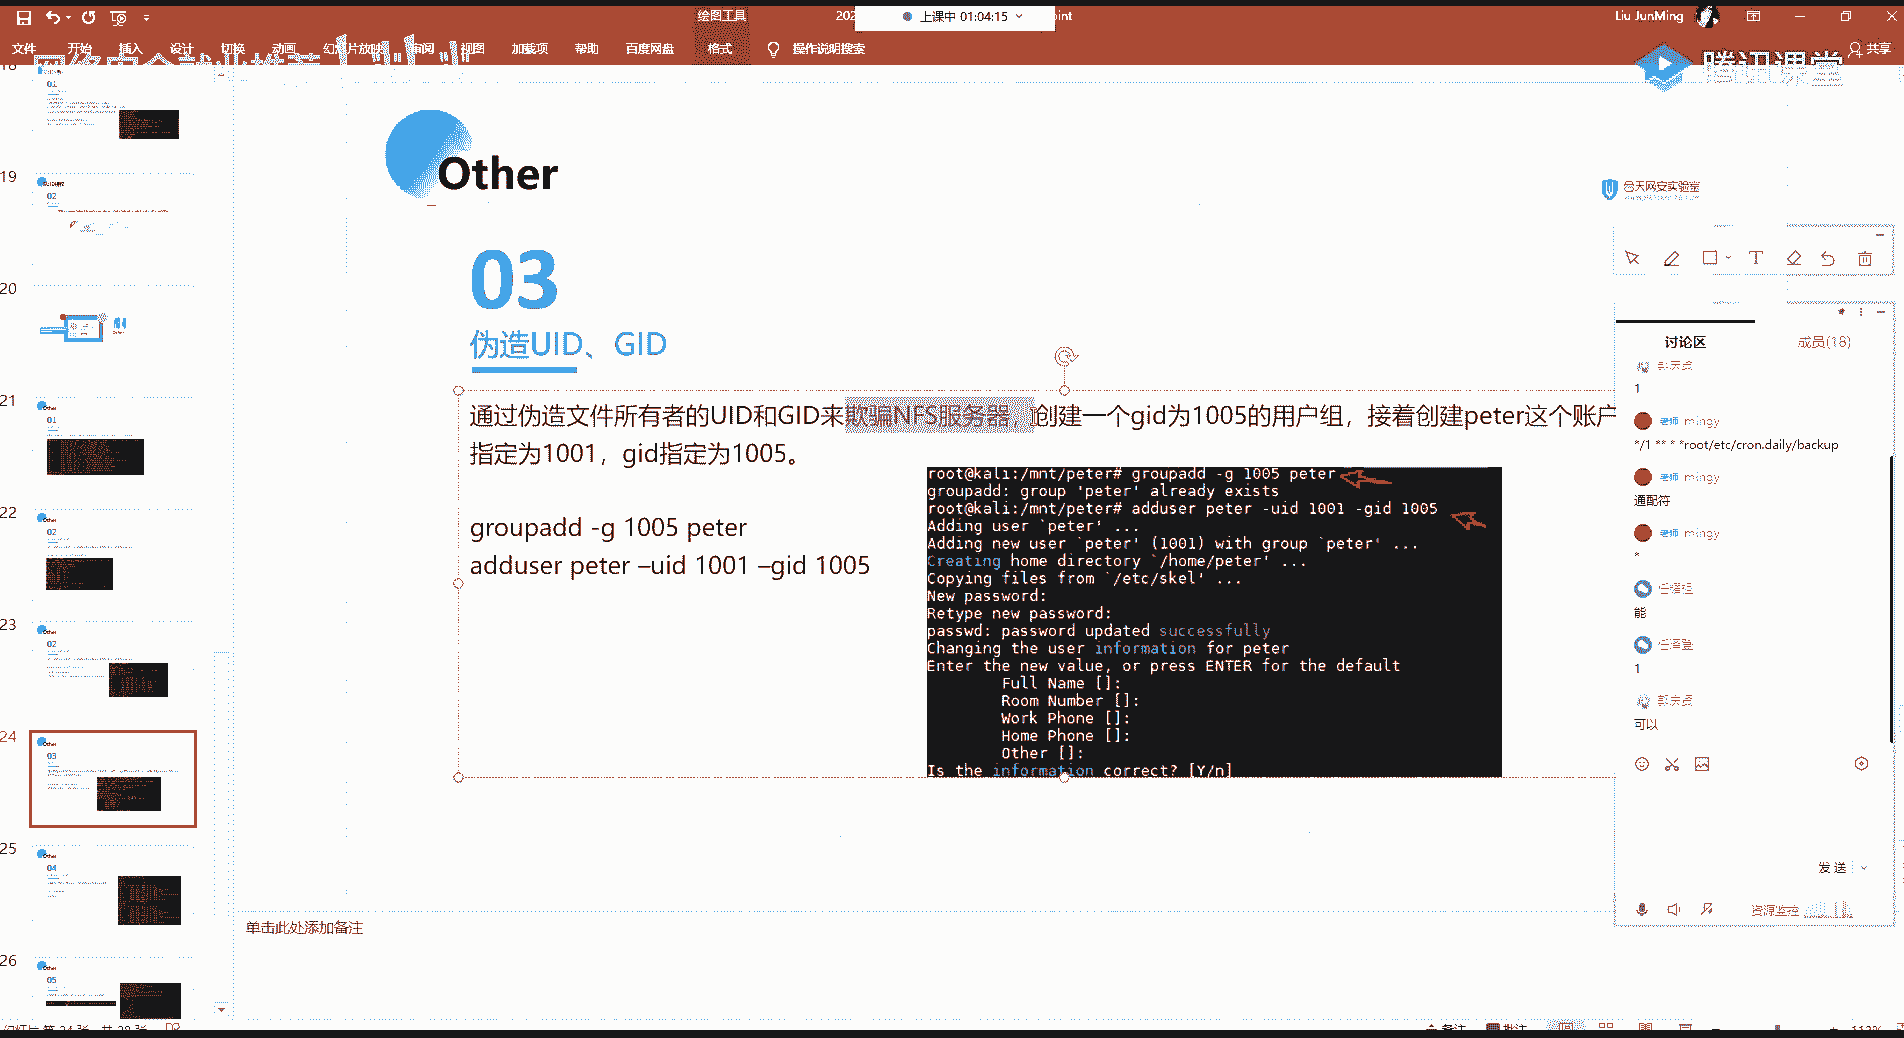 绘图工具
上课中 01:04:15
Liu JunMing
文件
开始
插入
设计
切换
动画
幻灯片放映
审阅
视图
加载项
帮助
百度网盘
格式
操作说明搜索
共享
腾讯课堂
19
20
21
22
23
24
25
26
Other
合天网安实验室
03
伪造UID、GID
通过伪造文件所有者的UID和GID来欺骗NFS服务器，创建一个gid为1005的用户组，接着创建peter这个账户
指定为1001，gid指定为1005。
groupadd -g 1005 peter
adduser peter –uid 1001 –gid 1005
root@kali:/mnt/peter# groupadd -g 1005 peter
groupadd: group 'peter' already exists
root@kali:/mnt/peter# adduser peter -uid 1001 -gid 1005
Adding user `peter' ...
Adding new user `peter' (1001) with group `peter' ...
Creating home directory `/home/peter' ...
Copying files from `/etc/skel' ...
New password:
Retype new password:
passwd: password updated successfully
Changing the user information for peter
Enter the new value, or press ENTER for the default
Full Name []:
Room Number []:
Work Phone []:
Home Phone []:
Other []:
Is the information correct? [Y/n]
讨论区
成员(18)
1
老师 mingy
*/1 ** * *root/etc/cron.daily/backup
老师 mingy
通配符
老师 mingy
*
能
1
可以
发送
资源监控
单击此处添加备注
备注
批注